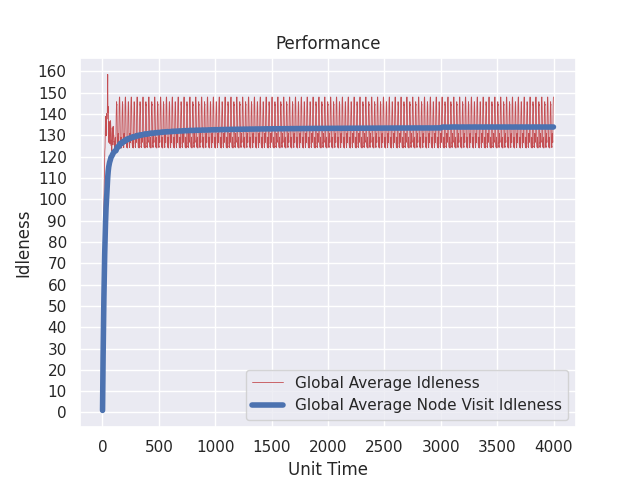 Performance
Idleness
160
150
140
130
120
110
100
90
80
70
60
50
40
30
20
10
0
Global Average Idleness
Global Average Node Visit Idleness
0 500 1000 1500 2000 2500 3000 3500 4000
Unit Time